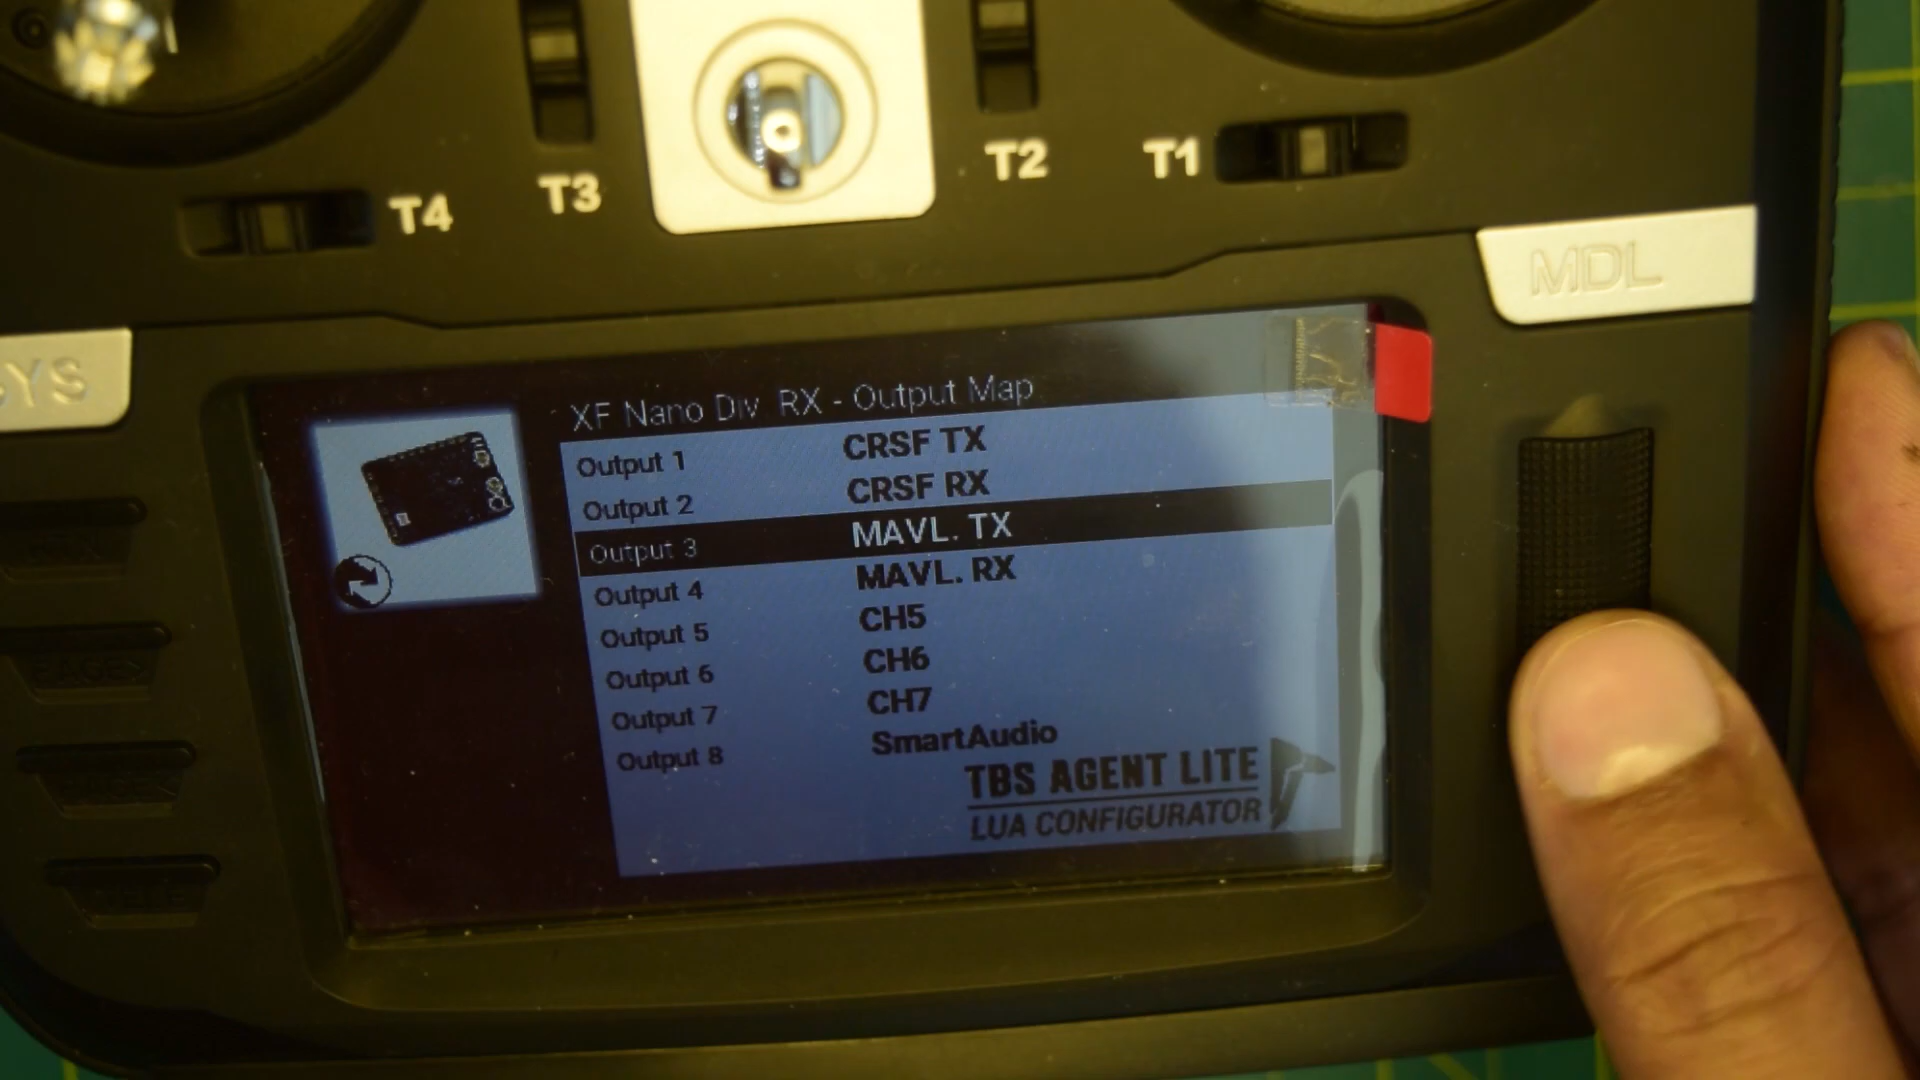 T4
T3
T2
T1
MDL
SYS
XF Nano Div RX - Output Map
Output 1 CRSF TX
Output 2 CRSF RX
Output 3 MAVL. TX
Output 4 MAVL. RX
Output 5 CH5
Output 6 CH6
Output 7 CH7
Output 8 SmartAudio
TBS AGENT LITE
LUA CONFIGURATOR